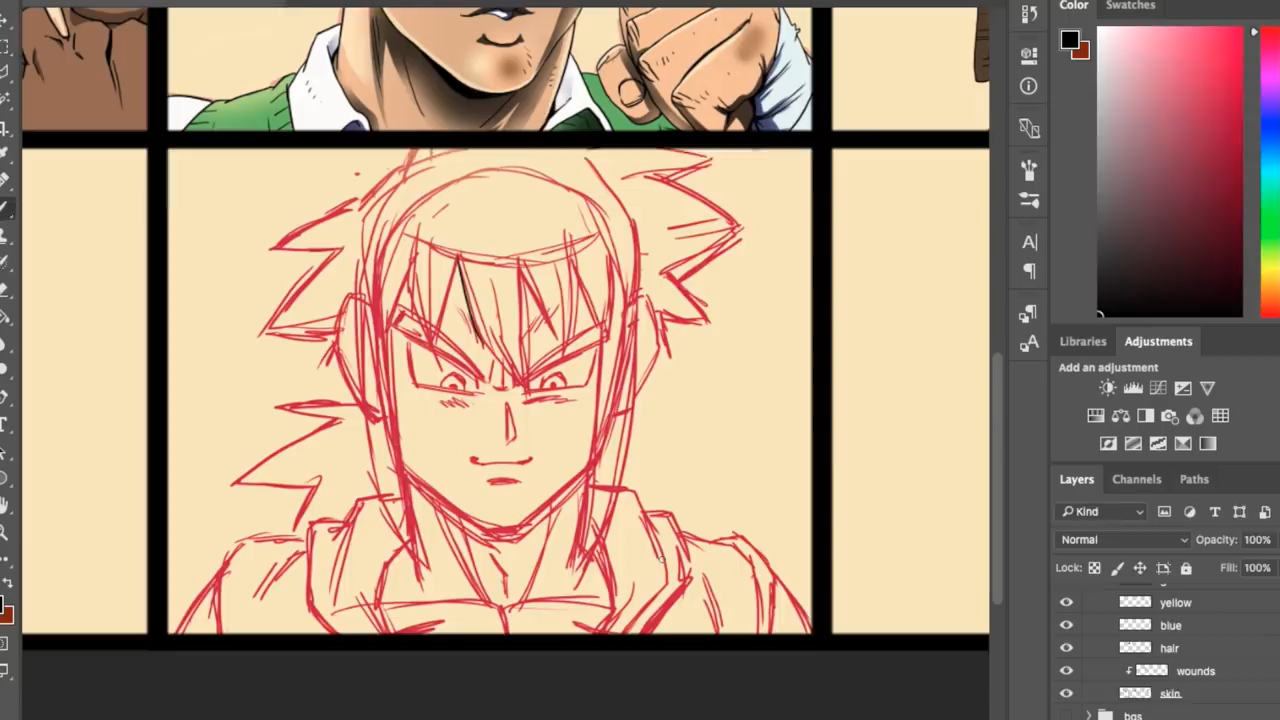 Color Swatches
Libraries Adjustments
Add an adjustment
Layers Channels Paths
Kind
Normal Opacity: 100%
Lock: Fill: 100%
yellow
blue
hair
wounds
skin
bgs